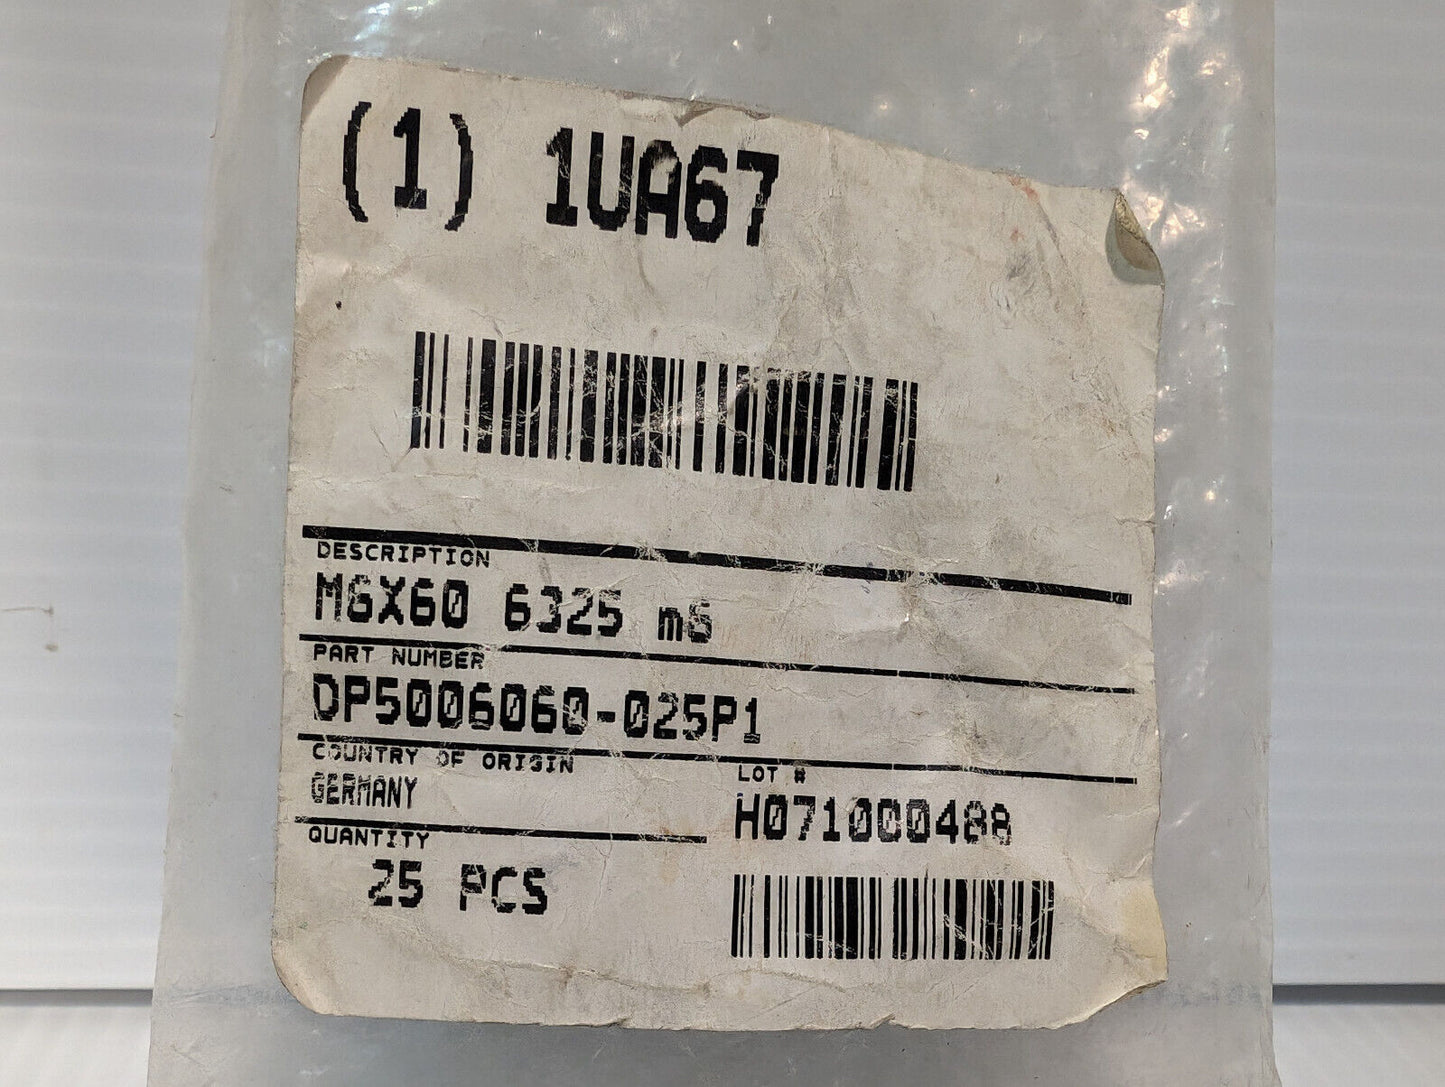 (1) 1UA67
DESCRIPTION
M6X60 6325 m6
PART NUMBER
DP5006060-025P1
COUNTRY OF ORIGIN
GERMANY
LOT #
H071000488
QUANTITY
25 PCS